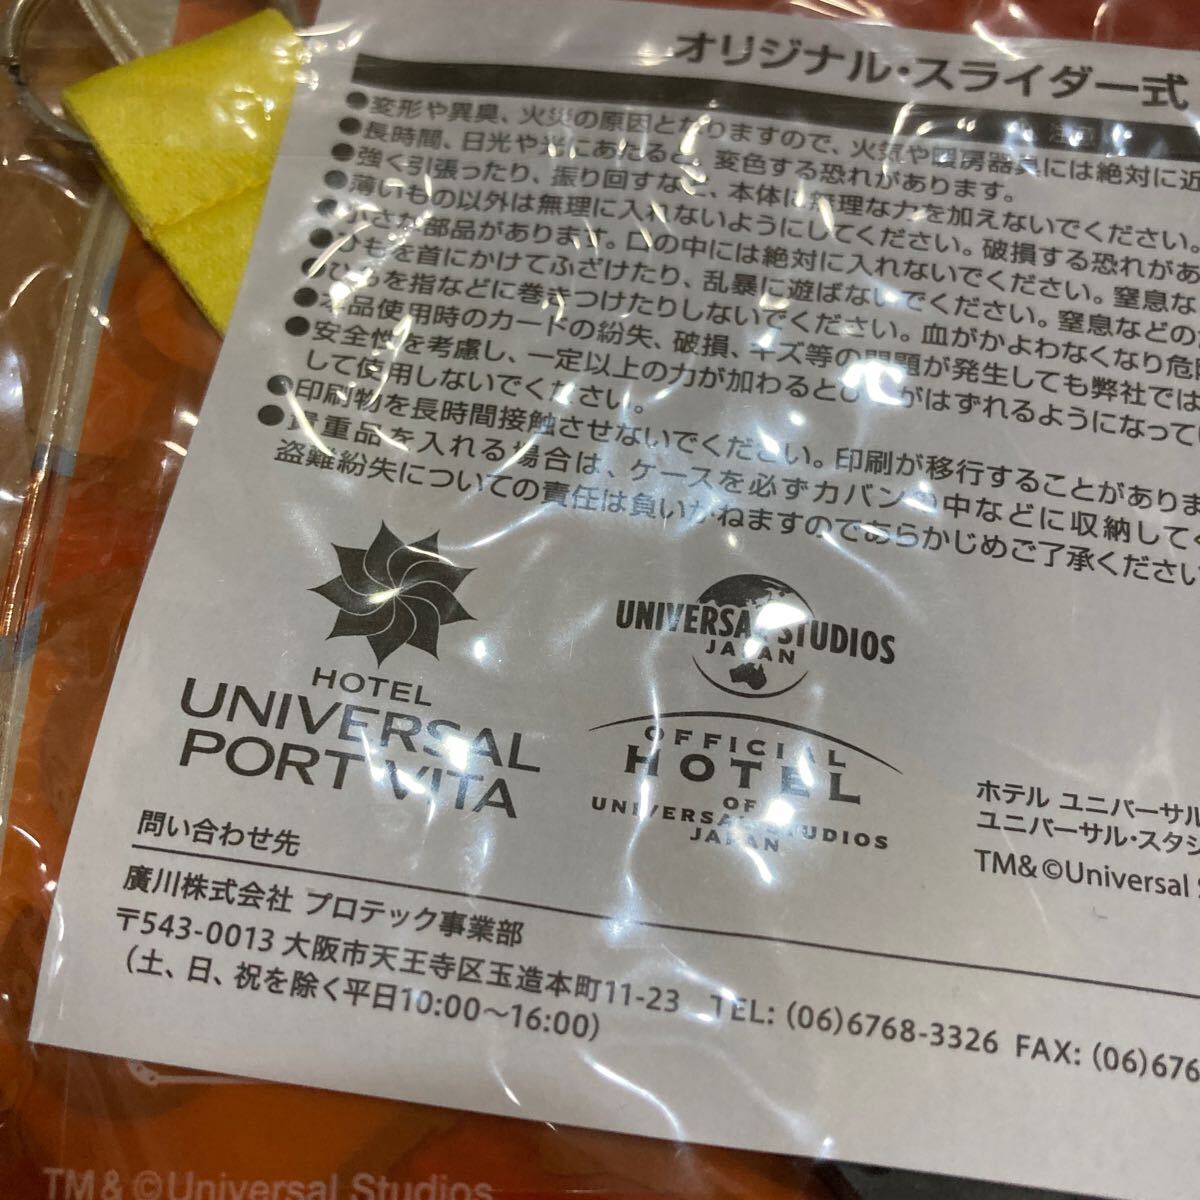 オリジナル・スライダー式
●変形や異臭、火災の原因となりますので、火気や暖房器具には絶対に近
●長時間、日光や光にあたると、変色する恐れがあります。
●強く引張ったり、振り回すなど、本体に無理な力を加えないでください。
●薄いもの以外は無理に入れないようにしてください。破損する恐れがあ
●小さな部品があります。口の中には絶対に入れないでください。窒息な
●ひもを首にかけてふざけたり、乱暴に遊ばないでください。窒息などの
●ひもを指などに巻きつけたりしないでください。血がかよわなくなり危
●本品使用時のカードの紛失、破損、キズ等の問題が発生しても弊社では
●安全性を考慮し、一定以上の力が加わるとひもがはずれるようになって
して使用しないでください。
●印刷物を長時間接触させないでください。印刷が移行することがありま
●貴重品を入れる場合は、ケースを必ずカバンの中などに収納して
盗難紛失についての責任は負いかねますのであらかじめご了承ください
HOTEL
UNIVERSAL
PORT VITA
UNIVERSAL STUDIOS
JAPAN
OFFICIAL
HOTEL
OF
UNIVERSAL STUDIOS
JAPAN
ホテル ユニバーサル
ユニバーサル・スタジ
TM&©Universal
問い合わせ先
廣川株式会社 プロテック事業部
〒543-0013 大阪市天王寺区玉造本町11-23 TEL: (06)6768-3326 FAX: (06)676
(土、日、祝を除く平日10:00〜16:00)
TM&©Universal Studios